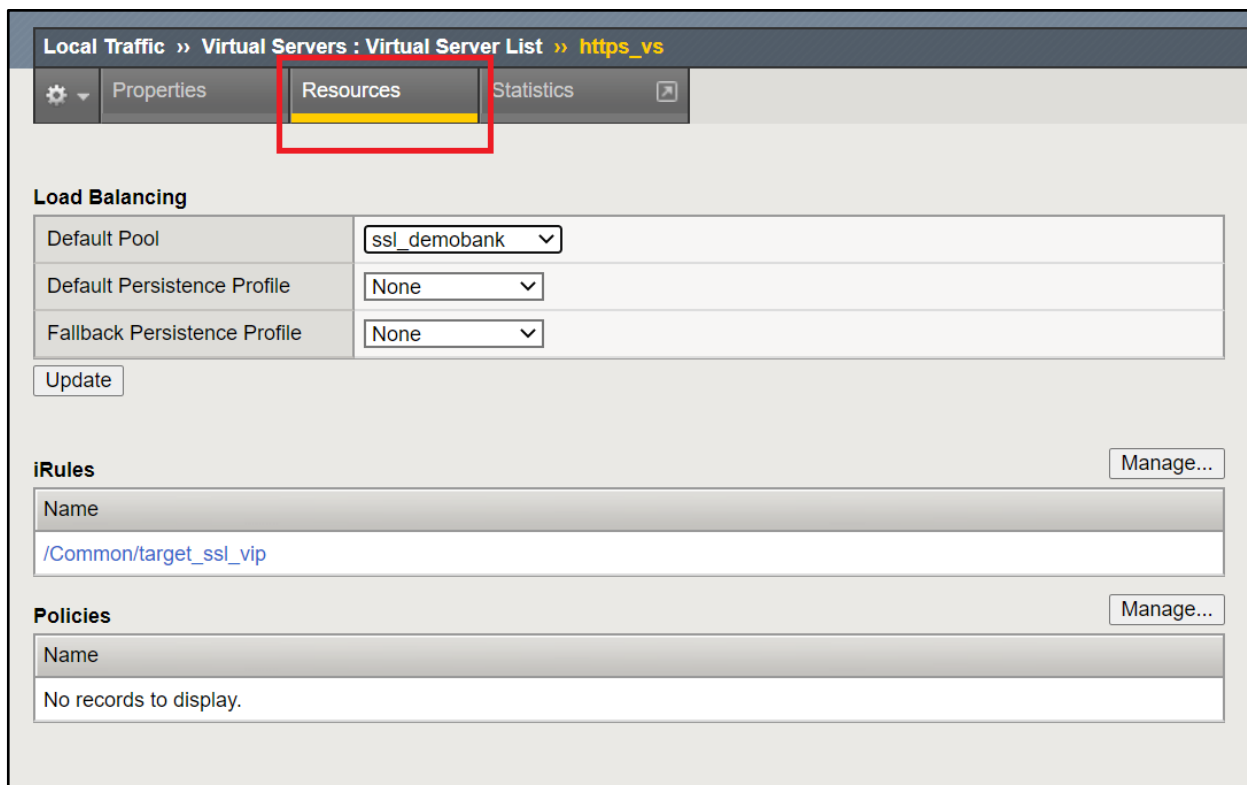 Local Traffic ›› Virtual Servers : Virtual Server List ›› https_vs
Properties Resources Statistics
Load Balancing
Default Pool ssl_demobank
Default Persistence Profile None
Fallback Persistence Profile None
Update
iRules Manage...
Name
/Common/target_ssl_vip
Policies Manage...
Name
No records to display.